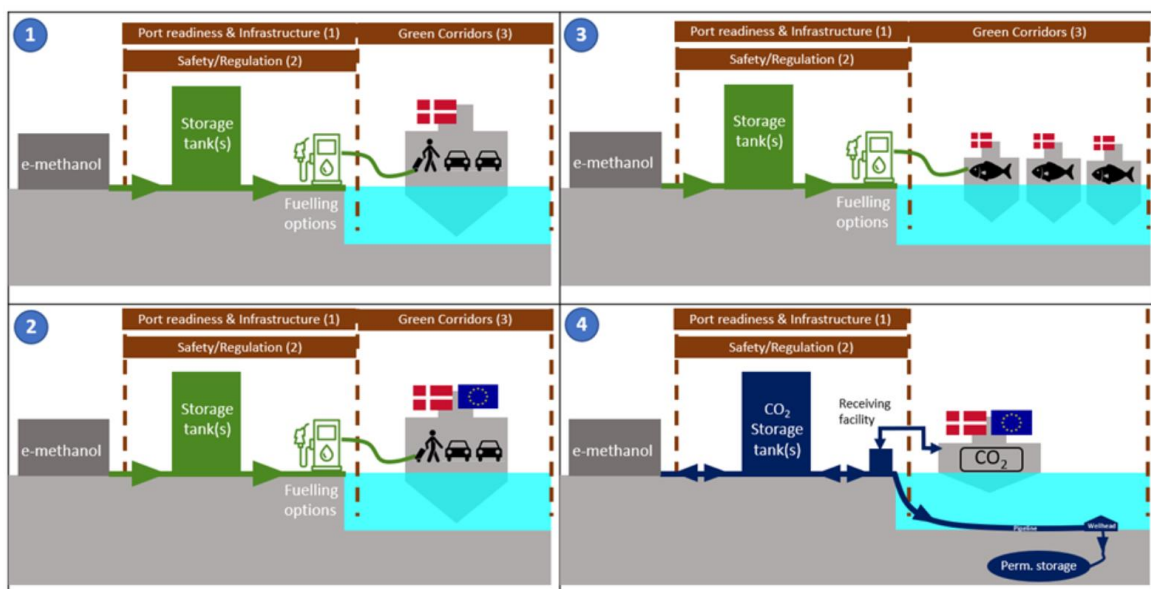 1
Port readiness & Infrastructure (1)
Green Corridors (3)
Safety/Regulation (2)
Storage
tank(s)
e-methanol
Fuelling
options
3
Port readiness & Infrastructure (1)
Green Corridors (3)
Safety/Regulation (2)
Storage
tank(s)
e-methanol
Fuelling
options
2
Port readiness & Infrastructure (1)
Green Corridors (3)
Safety/Regulation (2)
Storage
tank(s)
e-methanol
Fuelling
options
4
Port readiness & Infrastructure (1)
Safety/Regulation (2)
CO₂
Storage
tank(s)
Receiving
facility
e-methanol
CO₂
Pipeline
Wellhead
Perm. storage